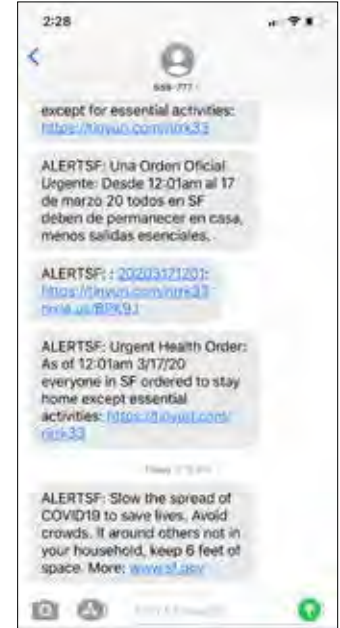 2:28
except for essential activities:
ALERTSF: Una Orden Oficial
Urgente: Desde 12:01am al 17
de marzo 20 todos en SF
deben de permanecer en casa,
menos salidas esenciales.
ALERTSF: : 20203171201:
ALERTSF: Urgent Health Order:
As of 12:01am 3/17/20
everyone in SF ordered to stay
home except essential
activities:
ALERTSF: Slow the spread of
COVID19 to save lives. Avoid
crowds. If around others not in
your household, keep 6 feet of
space. More: www.sf.gov